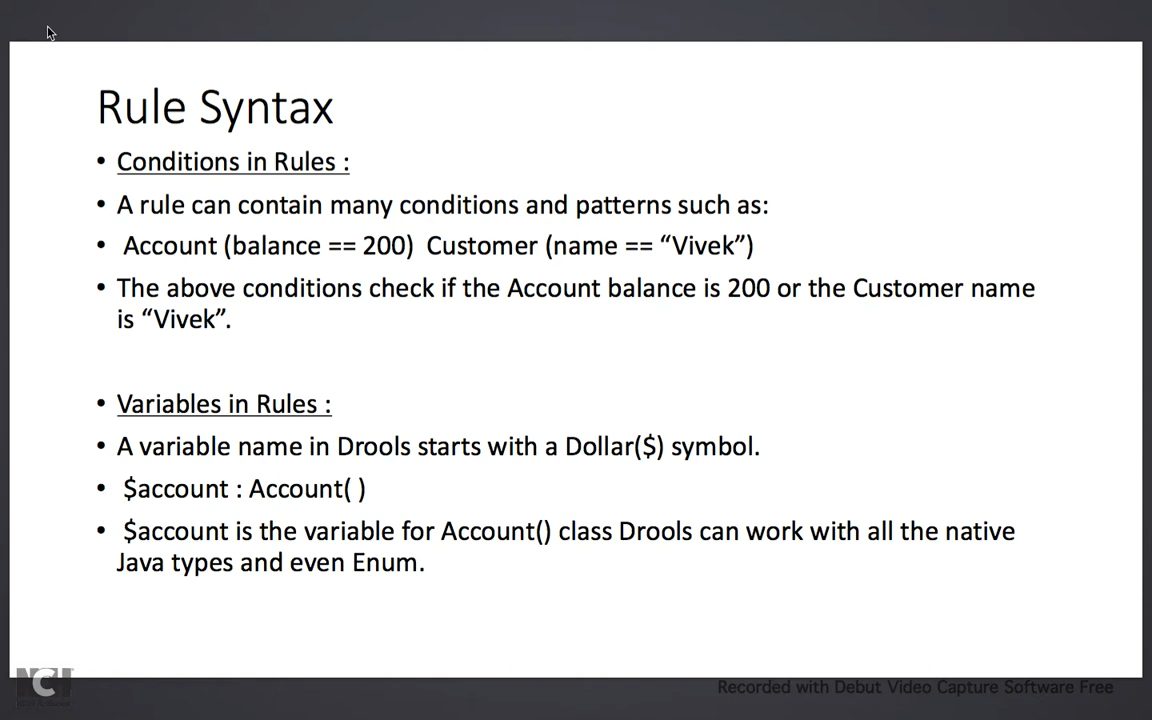 Rule Syntax
• Conditions in Rules :
• A rule can contain many conditions and patterns such as:
• Account (balance == 200)  Customer (name == “Vivek”)
• The above conditions check if the Account balance is 200 or the Customer name
is “Vivek”.
• Variables in Rules :
• A variable name in Drools starts with a Dollar($) symbol.
• $account : Account( )
• $account is the variable for Account() class Drools can work with all the native
Java types and even Enum.
NCH
Recorded with Debut Video Capture Software Free